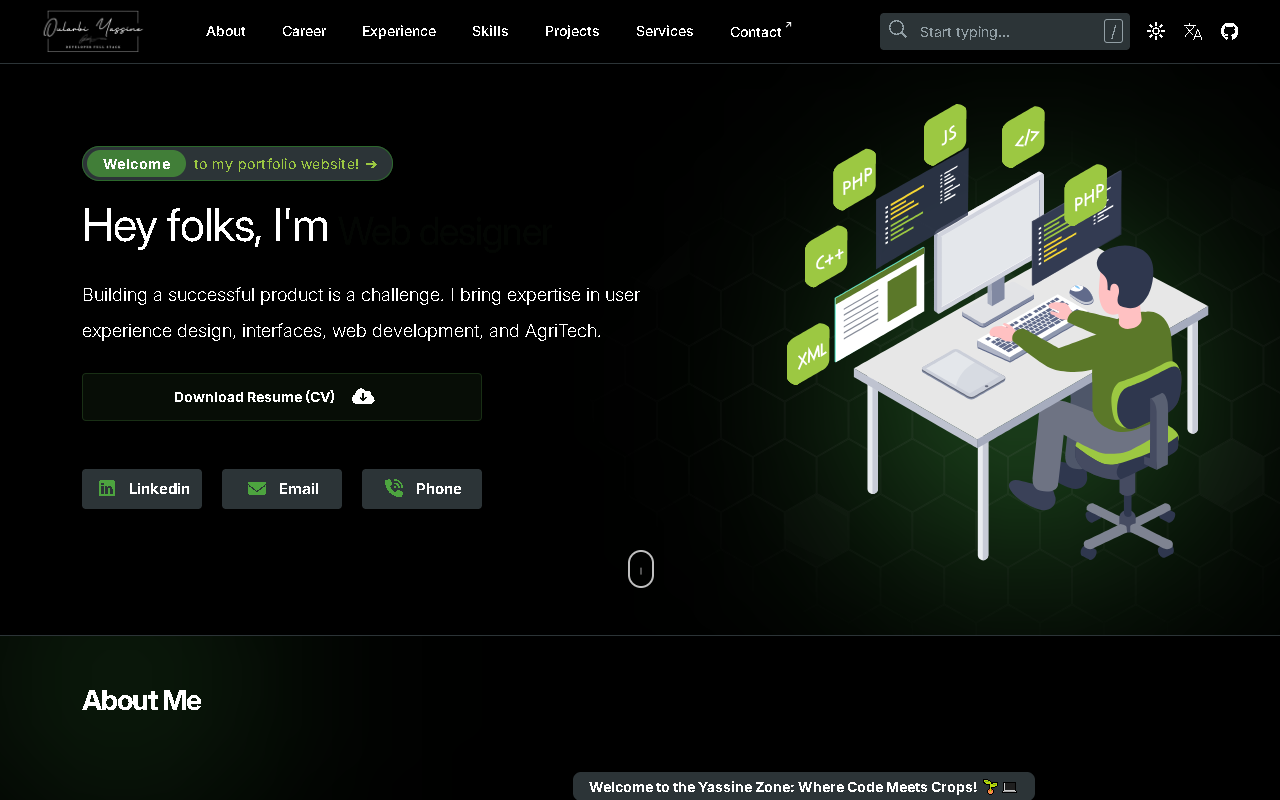 Oularbi Yassine
DEVELOPER FULL STACK
About
Career
Experience
Skills
Projects
Services
Contact
Start typing...
/
Welcome to my portfolio website! ➔
Hey folks, I'm Web designer
Building a successful product is a challenge. I bring expertise in user
experience design, interfaces, web development, and AgriTech.
Download Resume (CV)
Linkedin
Email
Phone
JS
</>
PHP
PHP
C++
XML
About Me
Welcome to the Yassine Zone: Where Code Meets Crops! 🌱 💻